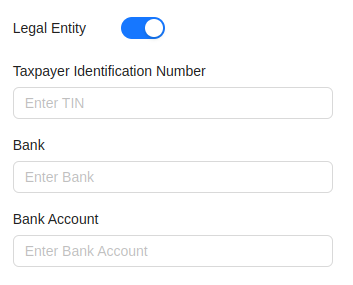 Legal Entity
Taxpayer Identification Number
Enter TIN
Bank
Enter Bank
Bank Account
Enter Bank Account